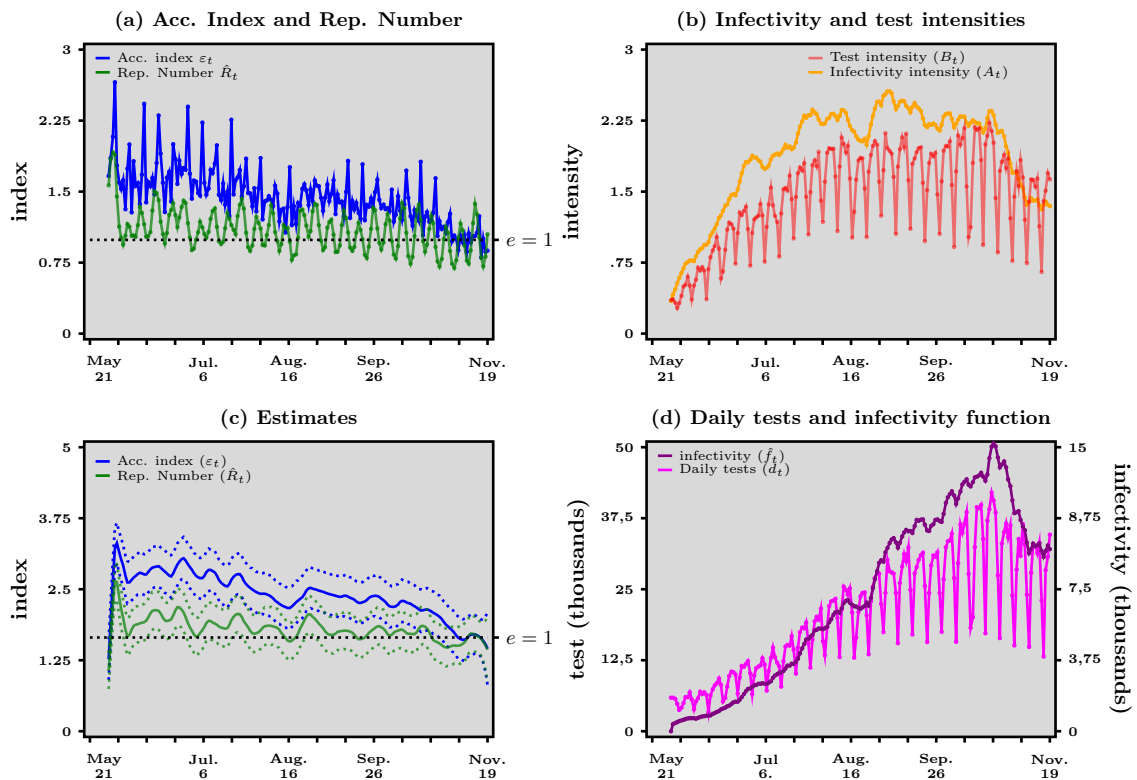 (a) Acc. Index and Rep. Number
3
2.25
1.5
0.75
0
index
Acc. index εt
Rep. Number R̂t
e = 1
May 21
Jul. 6
Aug. 16
Sep. 26
Nov. 19
(b) Infectivity and test intensities
3
2.25
1.5
.75
0
intensity
Test intensity (Bt)
Infectivity intensity (At)
May 21
Jul. 6
Aug. 16
Sep. 26
Nov. 19
(c) Estimates
5
3.75
2.5
1.25
0
index
Acc. index (εt)
Rep. Number (R̂t)
e = 1
May 21
Jul. 6
Aug. 16
Sep. 26
Nov. 19
(d) Daily tests and infectivity function
50
37,5
25
12,5
0
test (thousands)
infectivity (f̂t)
Daily tests (dt)
15
8,75
7,5
3,75
0
infectivity (thousands)
May 21
Jul 6.
Aug. 16
Sep. 26
Nov. 19